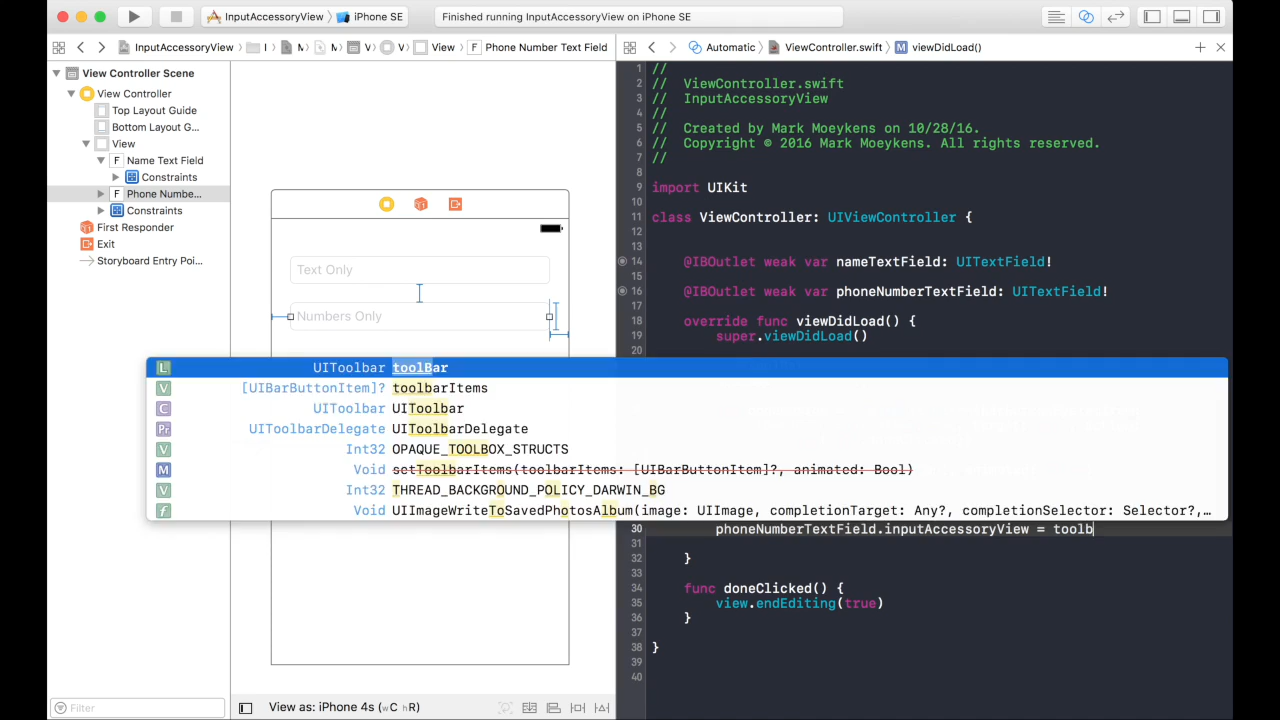 InputAccessoryView
iPhone SE
Finished running InputAccessoryView on iPhone SE
InputAccessoryView
View
Phone Number Text Field
Automatic
ViewController.swift
viewDidLoad()
View Controller Scene
View Controller
Top Layout Guide
Bottom Layout G...
View
Name Text Field
Constraints
Phone Numbe...
Constraints
First Responder
Exit
Storyboard Entry Poi...
Filter
Text Only
Numbers Only
View as: iPhone 4s (wC hR)
1 //
2 // ViewController.swift
3 // InputAccessoryView
4 //
5 // Created by Mark Moeykens on 10/28/16.
6 // Copyright © 2016 Mark Moeykens. All rights reserved.
7 //
8
9 import UIKit
10
11 class ViewController: UIViewController {
12
13
14 @IBOutlet weak var nameTextField: UITextField!
15
16 @IBOutlet weak var phoneNumberTextField: UITextField!
17
18 override func viewDidLoad() {
19 super.viewDidLoad()
20
L UIToolbar toolBar
V [UIBarButtonItem]? toolbarItems
C UIToolbar UIToolbar
Pr UIToolbarDelegate UIToolbarDelegate
V Int32 OPAQUE_TOOLBOX_STRUCTS
M Void setToolbarItems(toolbarItems: [UIBarButtonItem]?, animated: Bool)
V Int32 THREAD_BACKGROUND_POLICY_DARWIN_BG
f Void UIImageWriteToSavedPhotosAlbum(image: UIImage, completionTarget: Any?, completionSelector: Selector?,...
30 phoneNumberTextField.inputAccessoryView = toolb
31
32 }
33
34 func doneClicked() {
35 view.endEditing(true)
36 }
37
38 }
39
40